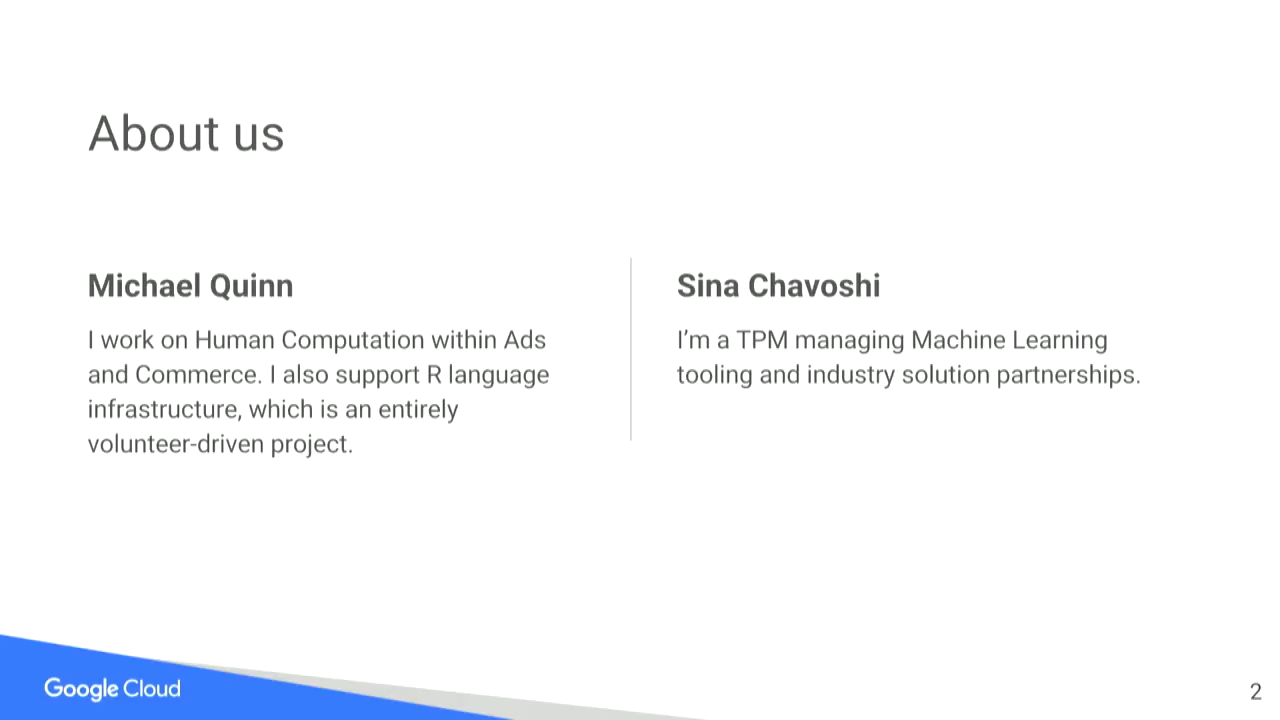 About us
Michael Quinn
I work on Human Computation within Ads
and Commerce. I also support R language
infrastructure, which is an entirely
volunteer-driven project.
Sina Chavoshi
I’m a TPM managing Machine Learning
tooling and industry solution partnerships.
Google Cloud
2